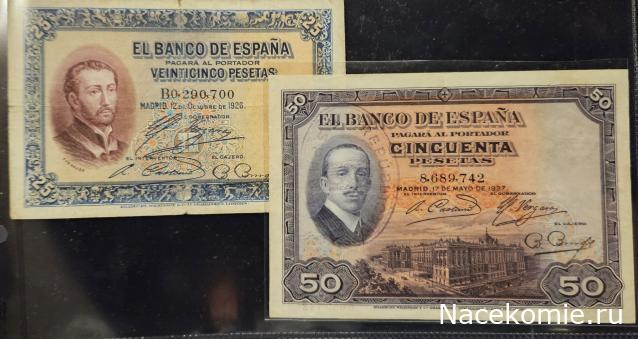 25
25
EL BANCO DE ESPAÑA
PAGARÁ AL PORTADOR
VEINTICINCO PESETAS
B0,290,700
MADRID, 12 DE OCTUBRE DE 1926.
EL GOBERNADOR
EL INTERVENTOR
EL CAJERO
25
50
50
EL BANCO DE ESPAÑA
PAGARÁ AL PORTADOR
CINCUENTA
PESETAS
8,689,742
MADRID, 17 DE MAYO DE 1927.
EL INTERVENTOR
EL GOBERNADOR
EL CAJERO
50
50
Nacekomie.ru